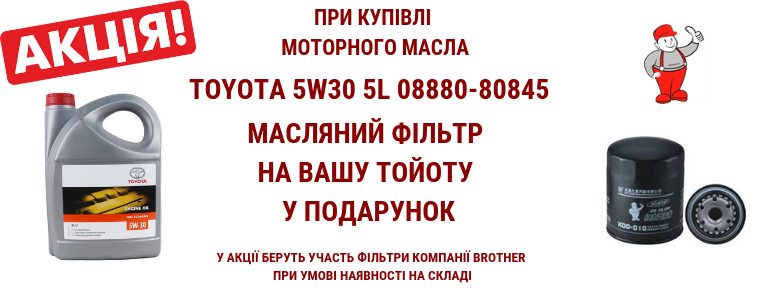 АКЦІЯ!
ПРИ КУПІВЛІ
МОТОРНОГО МАСЛА
TOYOTA 5W30 5L 08880-80845
МАСЛЯНИЙ ФІЛЬТР
НА ВАШУ ТОЙОТУ
У ПОДАРУНОК
У АКЦІЇ БЕРУТЬ УЧАСТЬ ФІЛЬТРИ КОМПАНІЇ BROTHER
ПРИ УМОВІ НАЯВНОСТІ НА СКЛАДІ
TOYOTA
ENGINE OIL
5W-30